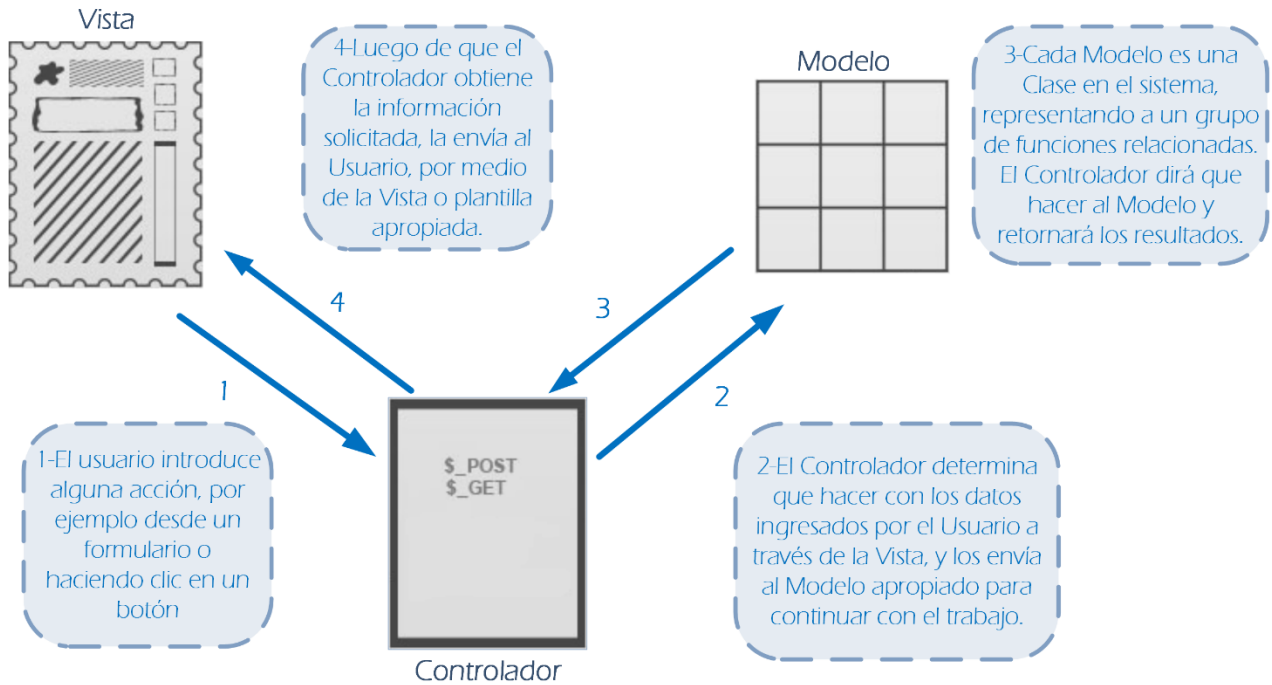 Vista
4-Luego de que el
Controlador obtiene
la información
solicitada, la envía al
Usuario, por medio
de la Vista o plantilla
apropiada.
Modelo
3-Cada Modelo es una
Clase en el sistema,
representando a un grupo
de funciones relacionadas.
El Controlador dirá que
hacer al Modelo y
retornará los resultados.
4
3
1
2
1-El usuario introduce
alguna acción, por
ejemplo desde un
formulario o
haciendo clic en un
botón
$_POST
$_GET
2-El Controlador determina
que hacer con los datos
ingresados por el Usuario a
través de la Vista, y los envía
al Modelo apropiado para
continuar con el trabajo.
Controlador